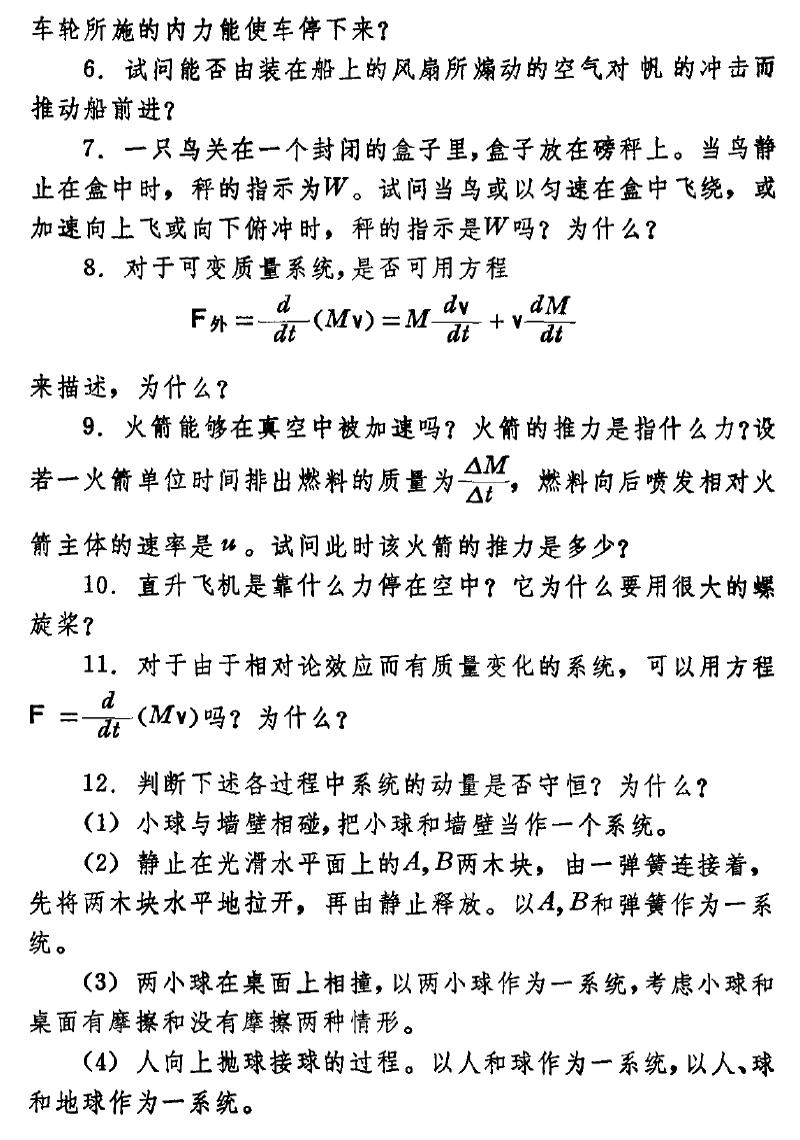 车轮所施的内力能使车停下来？
6．试问能否由装在船上的风扇所煽动的空气对帆的冲击而
推动船前进？
7．一只鸟关在一个封闭的盒子里，盒子放在磅秤上。当鸟静
止在盒中时，秤的指示为W。试问当鸟或以匀速在盒中飞绕，或
加速向上飞或向下俯冲时，秤的指示是W吗？为什么？
8．对于可变质量系统，是否可用方程
F外 = d/dt (Mv) = M dv/dt + v dM/dt
来描述，为什么？
9．火箭能够在真空中被加速吗？火箭的推力是指什么力？设
若一火箭单位时间排出燃料的质量为 ΔM/Δt，燃料向后喷发相对火
箭主体的速率是u。试问此时该火箭的推力是多少？
10．直升飞机是靠什么力停在空中？它为什么要用很大的螺
旋桨？
11．对于由于相对论效应而有质量变化的系统，可以用方程
F = d/dt (Mv)吗？为什么？
12．判断下述各过程中系统的动量是否守恒？为什么？
（1）小球与墙壁相碰，把小球和墙壁当作一个系统。
（2）静止在光滑水平面上的A，B两木块，由一弹簧连接着，
先将两木块水平地拉开，再由静止释放。以A，B和弹簧作为一系
统。
（3）两小球在桌面上相撞，以两小球作为一系统，考虑小球和
桌面有摩擦和没有摩擦两种情形。
（4）人向上抛球接球的过程。以人和球作为一系统，以人、球
和地球作为一系统。